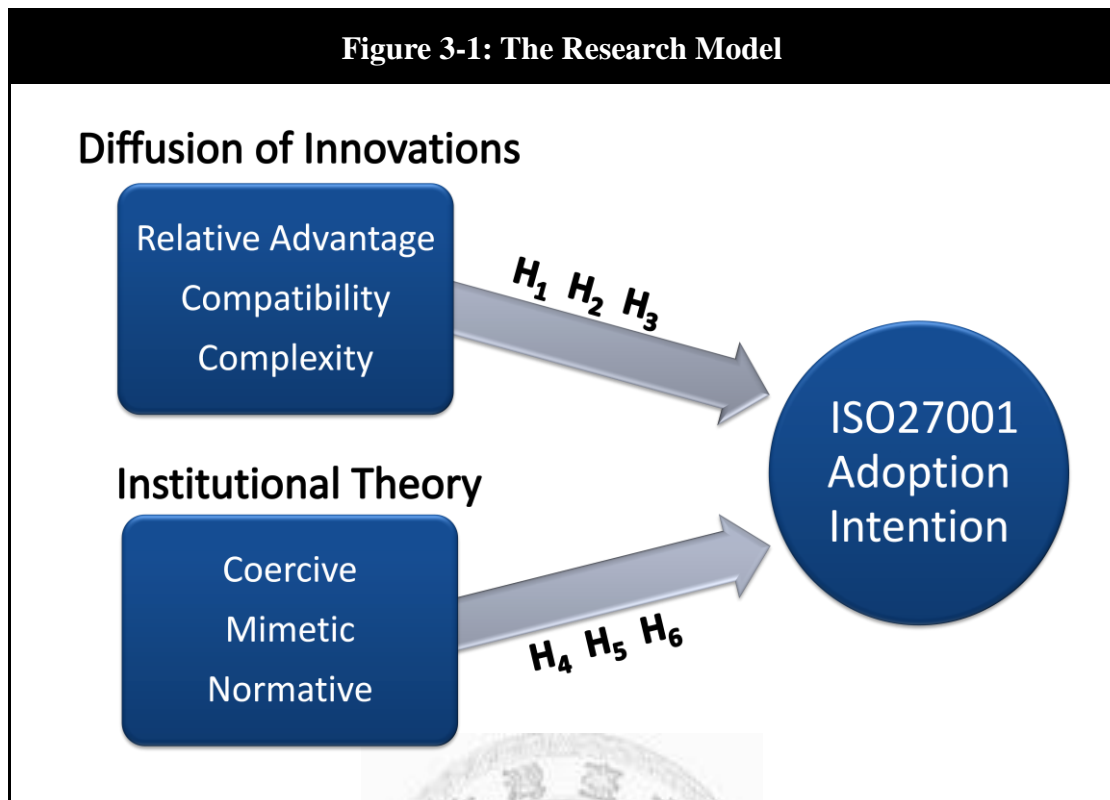 Figure 3-1: The Research Model
Diffusion of Innovations
Relative Advantage
Compatibility
Complexity
H₁ H₂ H₃
ISO27001
Adoption
Intention
Institutional Theory
Coercive
Mimetic
Normative
H₄ H₅ H₆